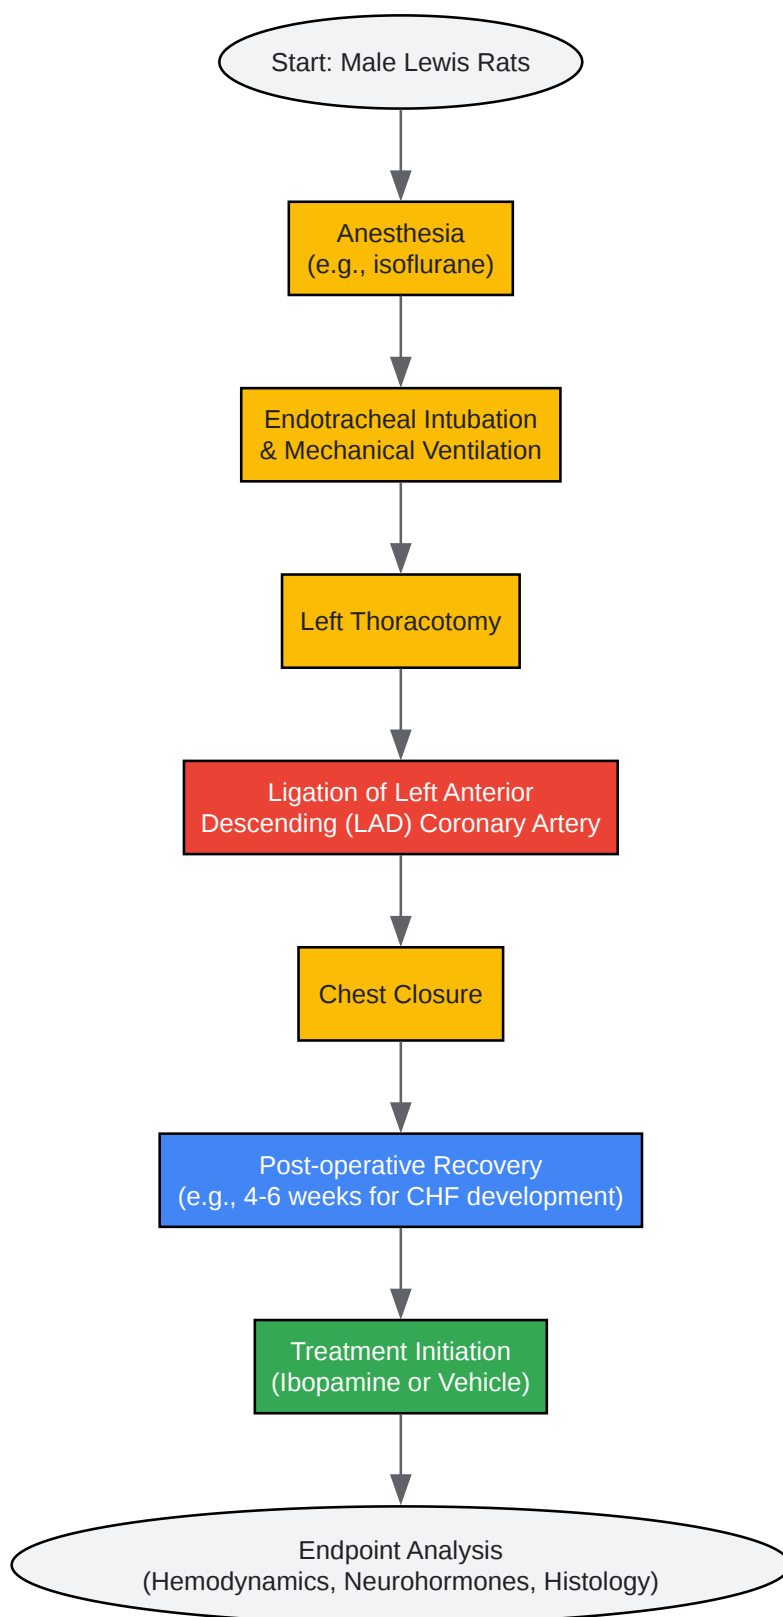 Start: Male Lewis Rats
Anesthesia
(e.g., isoflurane)
Endotracheal Intubation
& Mechanical Ventilation
Left Thoracotomy
Ligation of Left Anterior
Descending (LAD) Coronary Artery
Chest Closure
Post-operative Recovery
(e.g., 4-6 weeks for CHF development)
Treatment Initiation
(Ibopamine or Vehicle)
Endpoint Analysis
(Hemodynamics, Neurohormones, Histology)